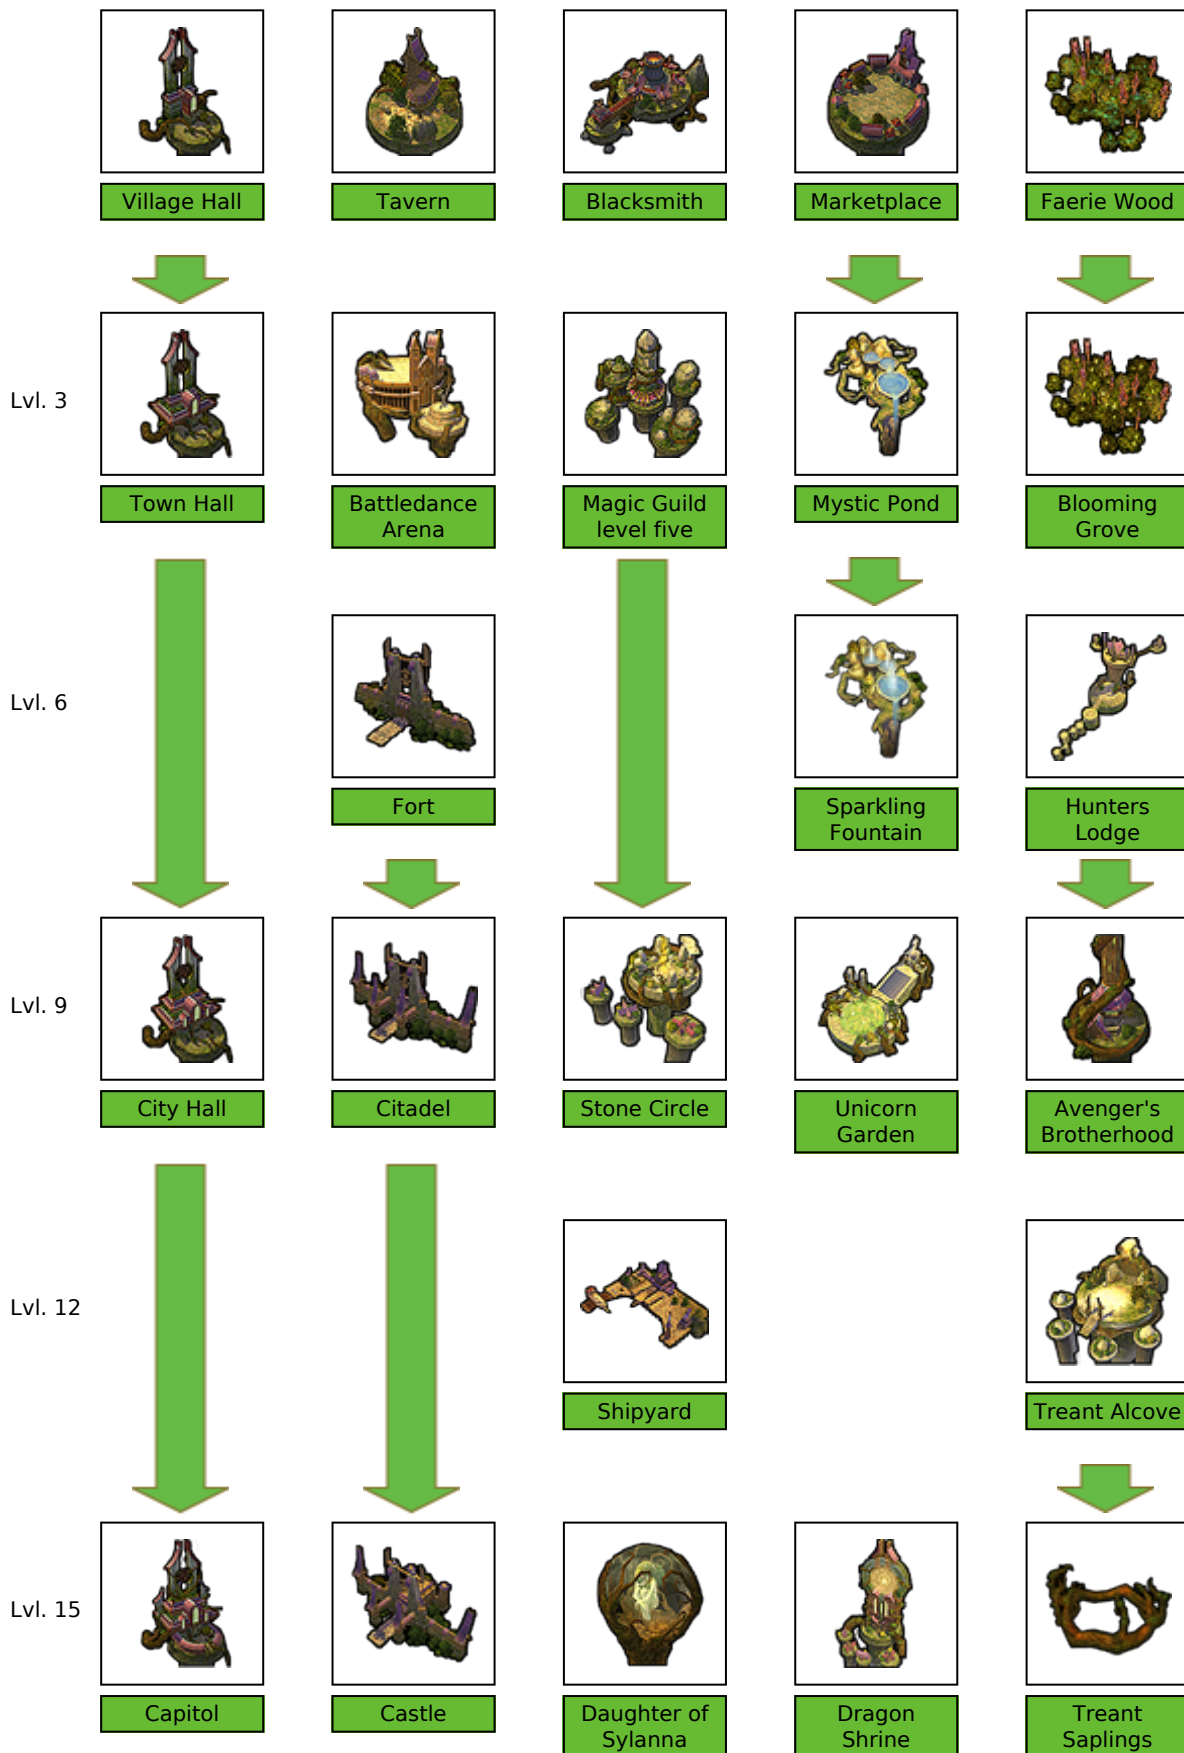 Village Hall
Tavern
Blacksmith
Marketplace
Faerie Wood
Lvl. 3
Town Hall
Battledance
Arena
Magic Guild
level five
Mystic Pond
Blooming
Grove
Lvl. 6
Fort
Sparkling
Fountain
Hunters
Lodge
Lvl. 9
City Hall
Citadel
Stone Circle
Unicorn
Garden
Avenger's
Brotherhood
Lvl. 12
Shipyard
Treant Alcove
Lvl. 15
Capitol
Castle
Daughter of
Sylanna
Dragon
Shrine
Treant
Saplings